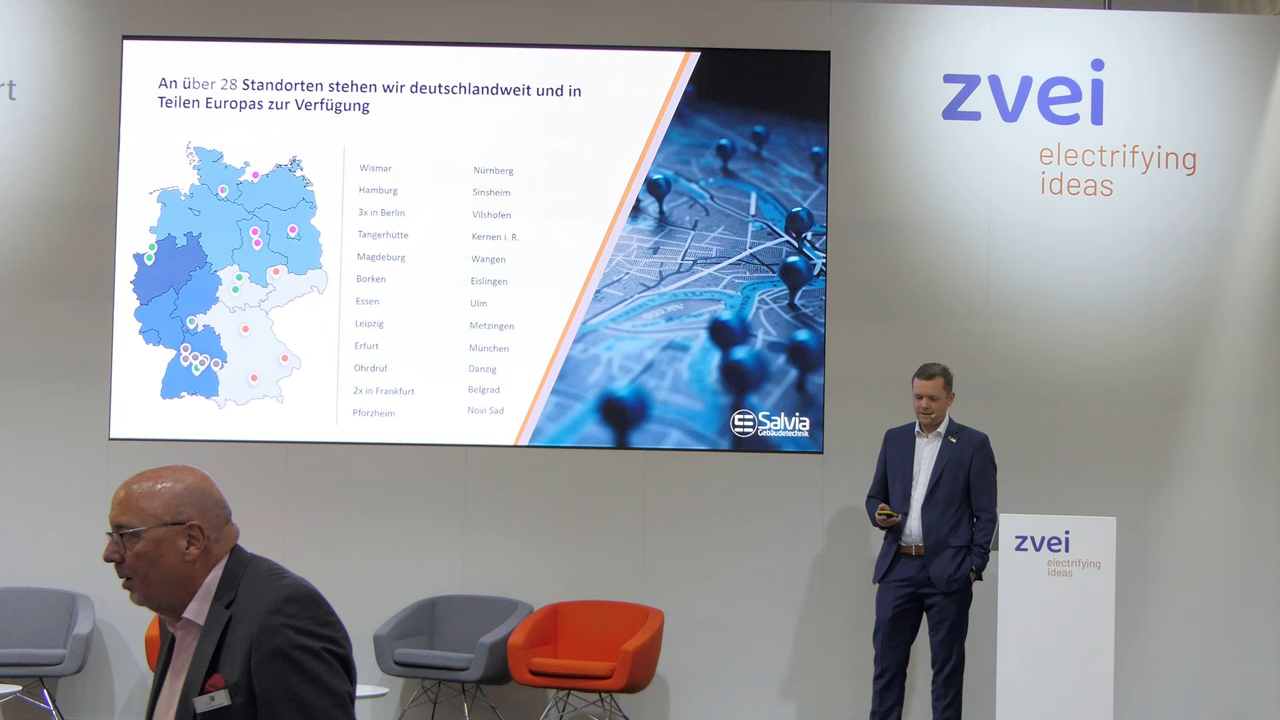 rt
An über 28 Standorten stehen wir deutschlandweit und in
Teilen Europas zur Verfügung
Wismar
Hamburg
3x in Berlin
Tangerhütte
Magdeburg
Borken
Essen
Leipzig
Erfurt
Ohrdruf
2x in Frankfurt
Pforzheim
Nürnberg
Sinsheim
Vilshofen
Kernen i. R.
Wangen
Eislingen
Ulm
Metzingen
München
Danzig
Belgrad
Novi Sad
Salvia
Gebäudetechnik
zvei
electrifying
ideas
zvei
electrifying
ideas